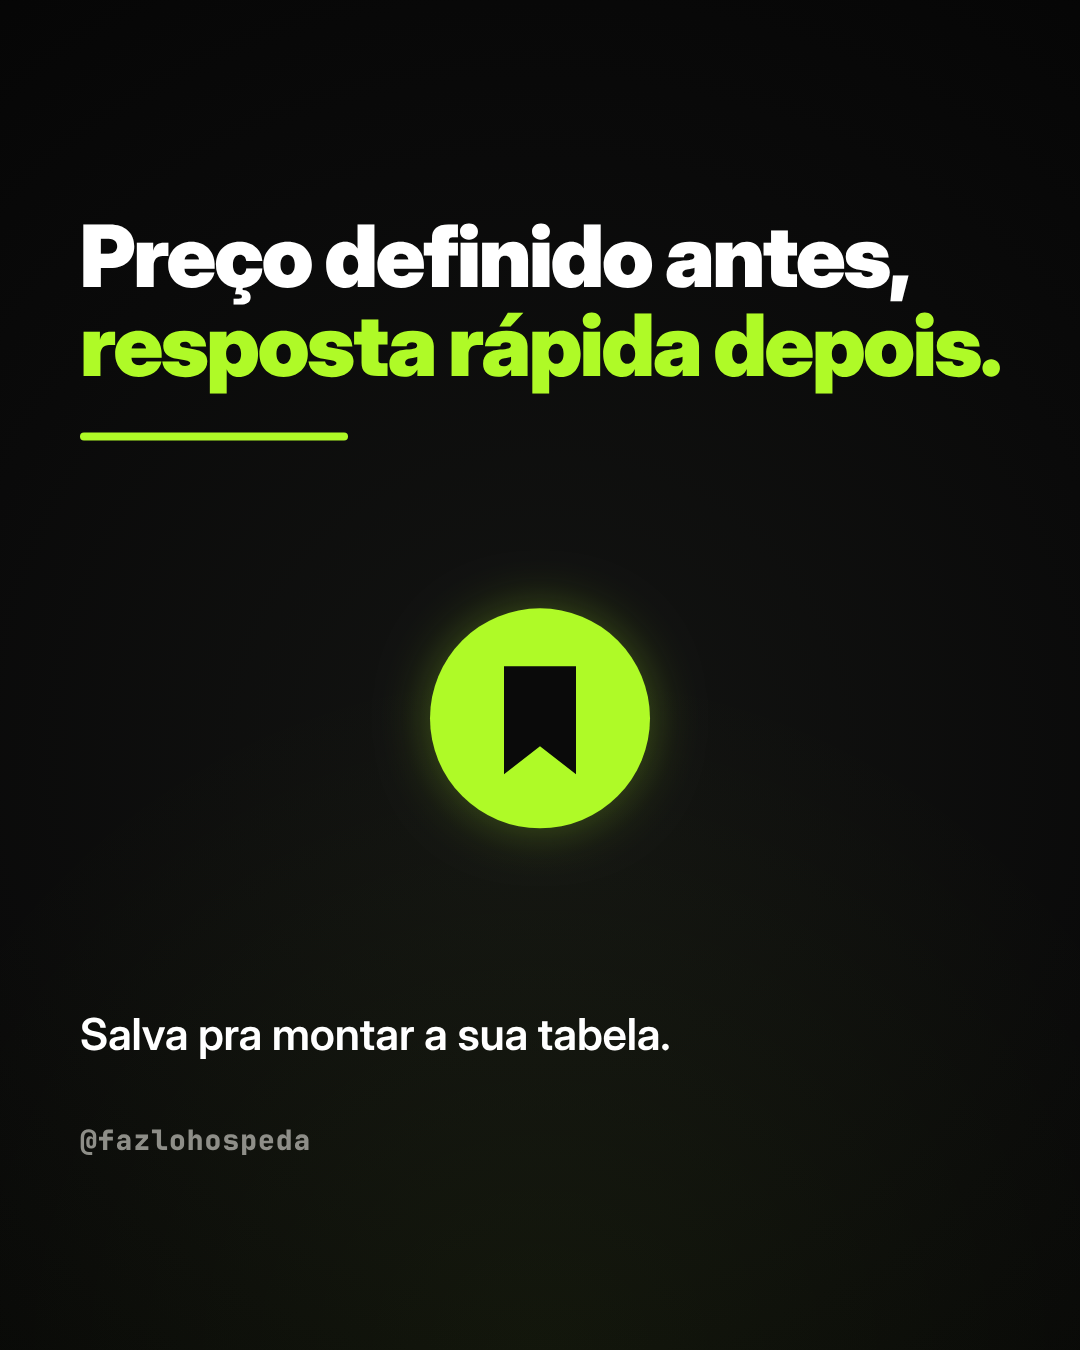 Preço definido antes,
resposta rápida depois.
Salva pra montar a sua tabela.
@fazlohospeda